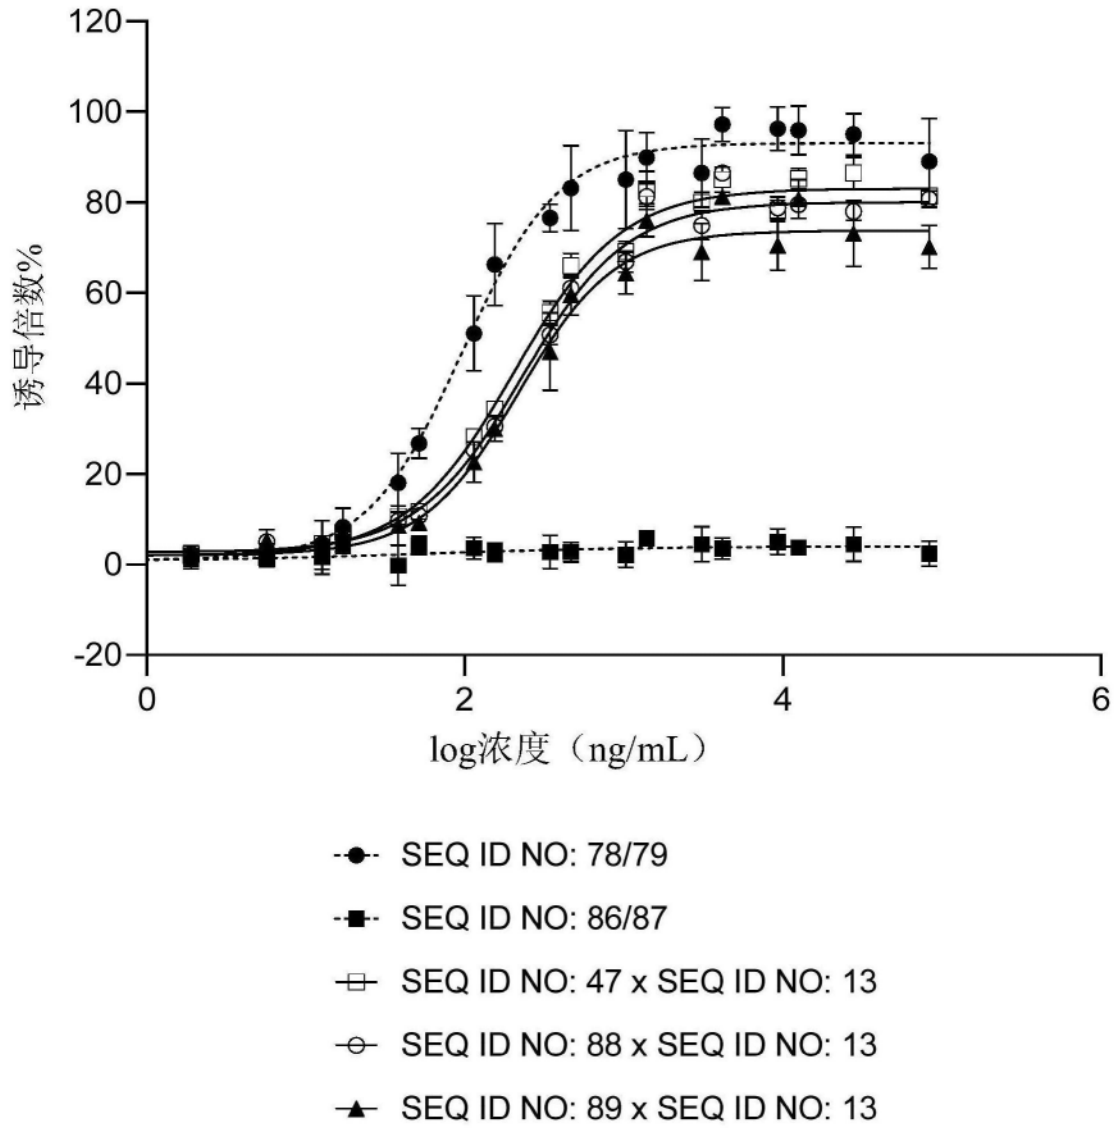 120
100
80
60
40
20
0
-20
诱导倍数%
0 2 4 6
log浓度（ng/mL）
SEQ ID NO: 78/79
SEQ ID NO: 86/87
SEQ ID NO: 47 x SEQ ID NO: 13
SEQ ID NO: 88 x SEQ ID NO: 13
SEQ ID NO: 89 x SEQ ID NO: 13